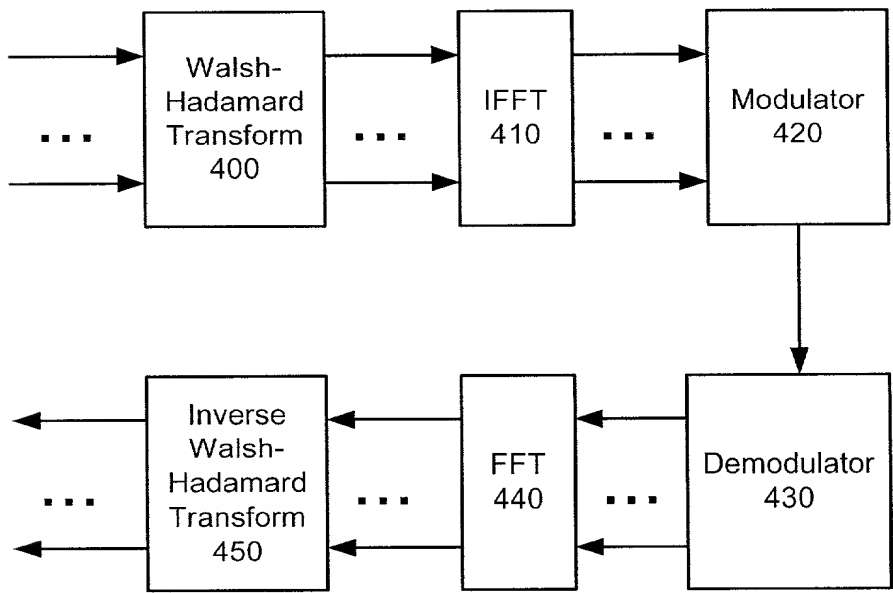 Walsh-
Hadamard
Transform
400
IFFT
410
Modulator
420
Inverse
Walsh-
Hadamard
Transform
450
FFT
440
Demodulator
430